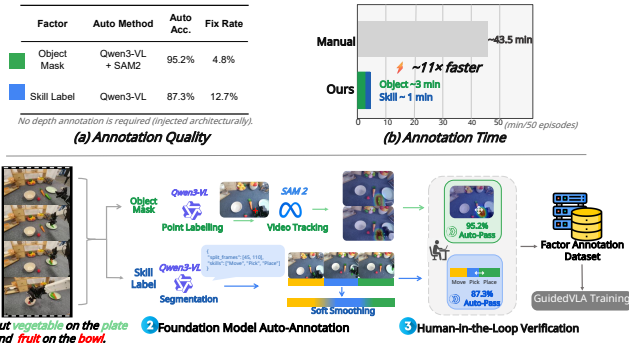 Factor Auto Method Auto Acc. Fix Rate
Object Mask Qwen3-VL + SAM2 95.2% 4.8%
Skill Label Qwen3-VL 87.3% 12.7%
No depth annotation is required (injected architecturally).
(a) Annotation Quality
Manual ~43.5 min
~11× faster
Ours Object ~3 min
Skill ~ 1 min
0 10 20 30 40 50 (min/50 episodes)
(b) Annotation Time
Object Mask
Qwen3-VL
Point Labelling
SAM 2
Video Tracking
Skill Label
Qwen3-VL
Segmentation
{
"split_frames": [45, 110],
"skills": ["Move", "Pick", "Place"]
}
Soft Smoothing
95.2%
Auto-Pass
Move Pick Place
87.3%
Auto-Pass
Factor Annotation
Dataset
GuidedVLA Training
ut vegetable on the plate
nd fruit on the bowl.
2 Foundation Model Auto-Annotation
3 Human-in-the-Loop Verification